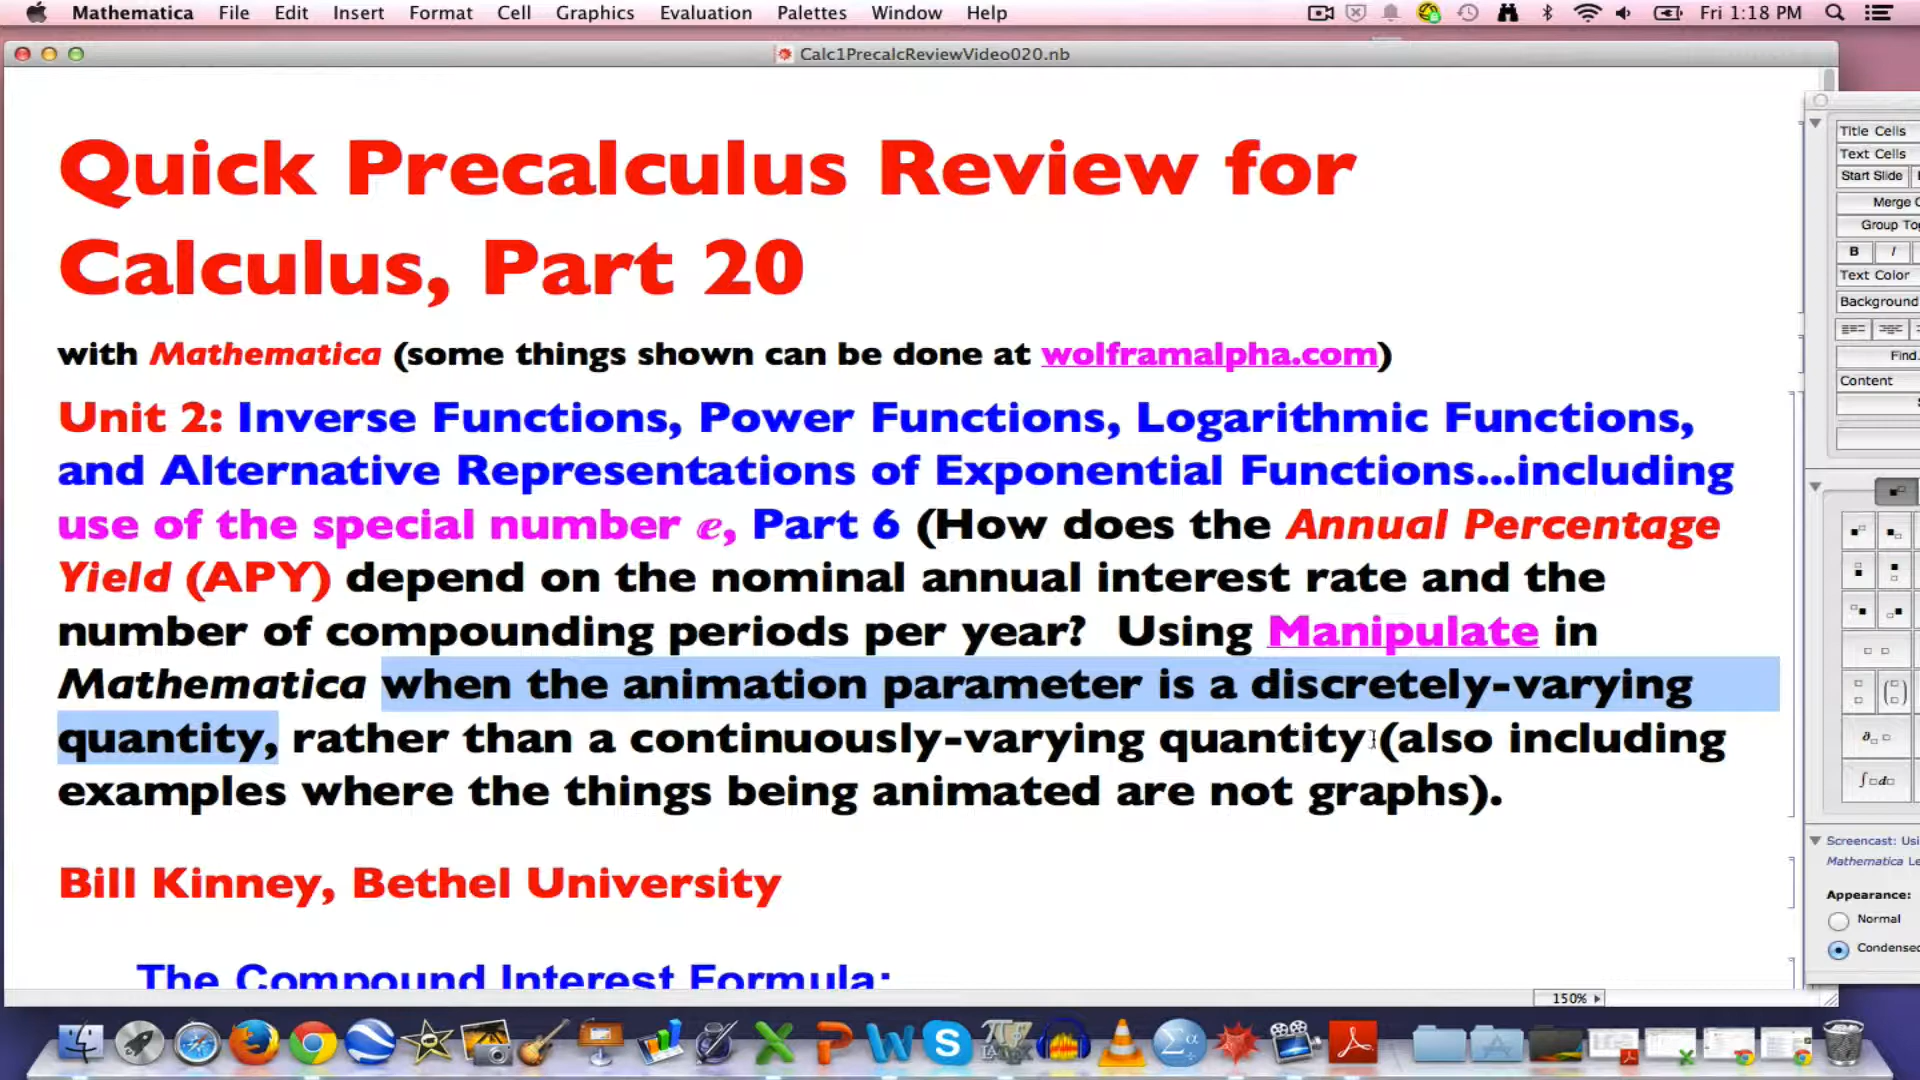 Mathematica File Edit Insert Format Cell Graphics Evaluation Palettes Window Help Fri 1:18 PM
Calc1PrecalcReviewVideo020.nb
Quick Precalculus Review for
Calculus, Part 20
with Mathematica (some things shown can be done at wolframalpha.com)
Unit 2: Inverse Functions, Power Functions, Logarithmic Functions,
and Alternative Representations of Exponential Functions...including
use of the special number e, Part 6 (How does the Annual Percentage
Yield (APY) depend on the nominal annual interest rate and the
number of compounding periods per year? Using Manipulate in
Mathematica when the animation parameter is a discretely-varying
quantity, rather than a continuously-varying quantity (also including
examples where the things being animated are not graphs).
Bill Kinney, Bethel University
The Compound Interest Formula:
150%
Title Cells
Text Cells
Start Slide
Merge
Group
B I
Text Color
Background
Find
Content
Screencast:
Mathematica
Appearance:
Normal
Condensed